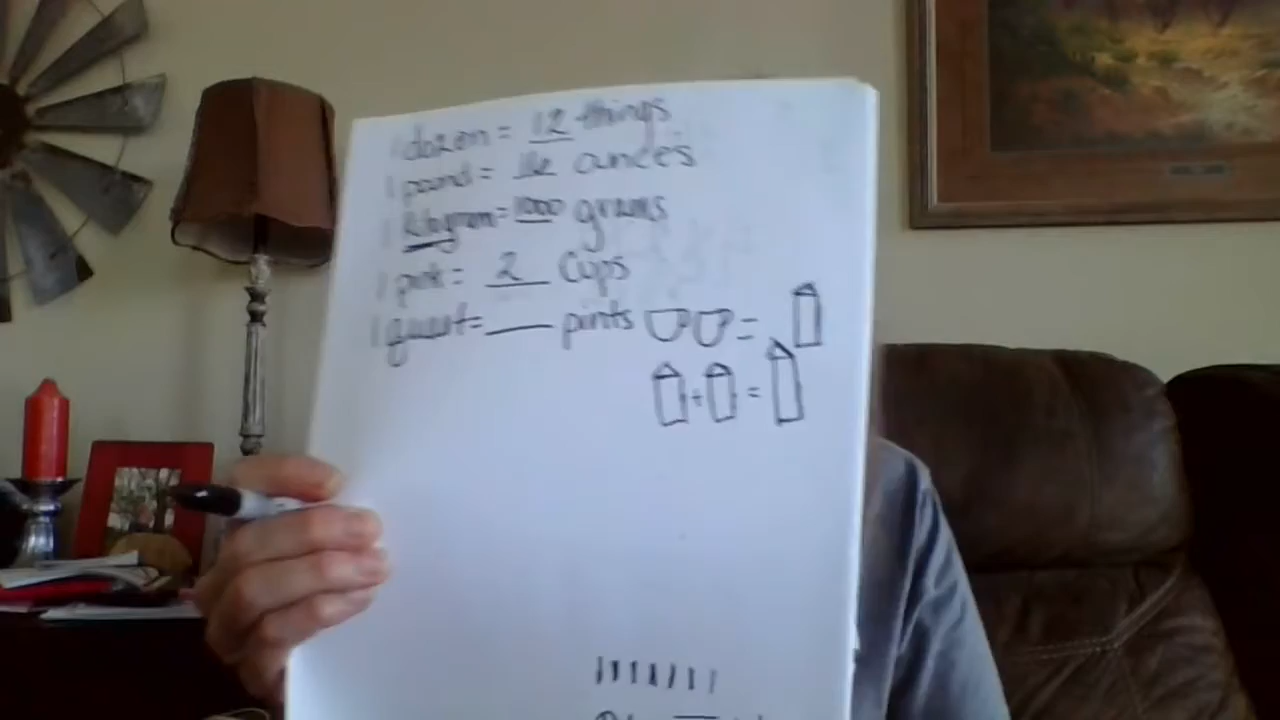 1 dozen = 12 things
1 pound = 16 ances
1 kilogram = 1000 grams
1 pint = 2 Cups
1 quart = ___ pints =
+ =